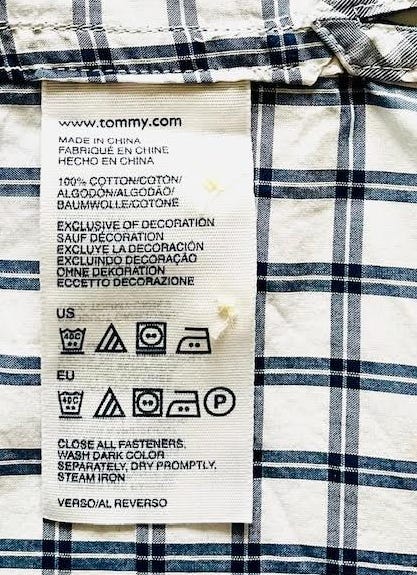 www.tommy.com
MADE IN CHINA
FABRIQUÉ EN CHINE
HECHO EN CHINA
100% COTTON/COTON/
ALGODÓN/ALGODÃO/
BAUMWOLLE/COTONE
EXCLUSIVE OF DECORATION
SAUF DÉCORATION
EXCLUYE LA DECORACIÓN
EXCLUINDO DECORAÇÃO
OHNE DEKORATION
ECCETTO DECORAZIONE
US
40C
EU
40C
P
CLOSE ALL FASTENERS,
WASH DARK COLOR
SEPARATELY, DRY PROMPTLY.
STEAM IRON
VERSO/AL REVERSO